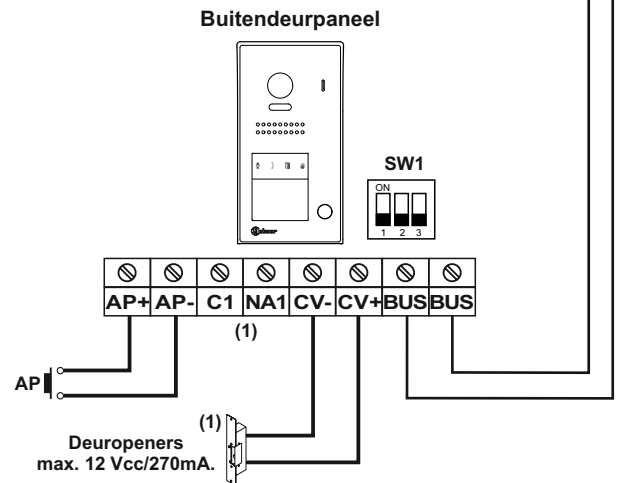 Buitendeurpaneel
SW1
ON
1 2 3
Golmar
AP+ AP- C1 NA1 CV- CV+ BUS BUS
(1)
AP
(1)
Deuropeners
max. 12 Vcc/270mA.